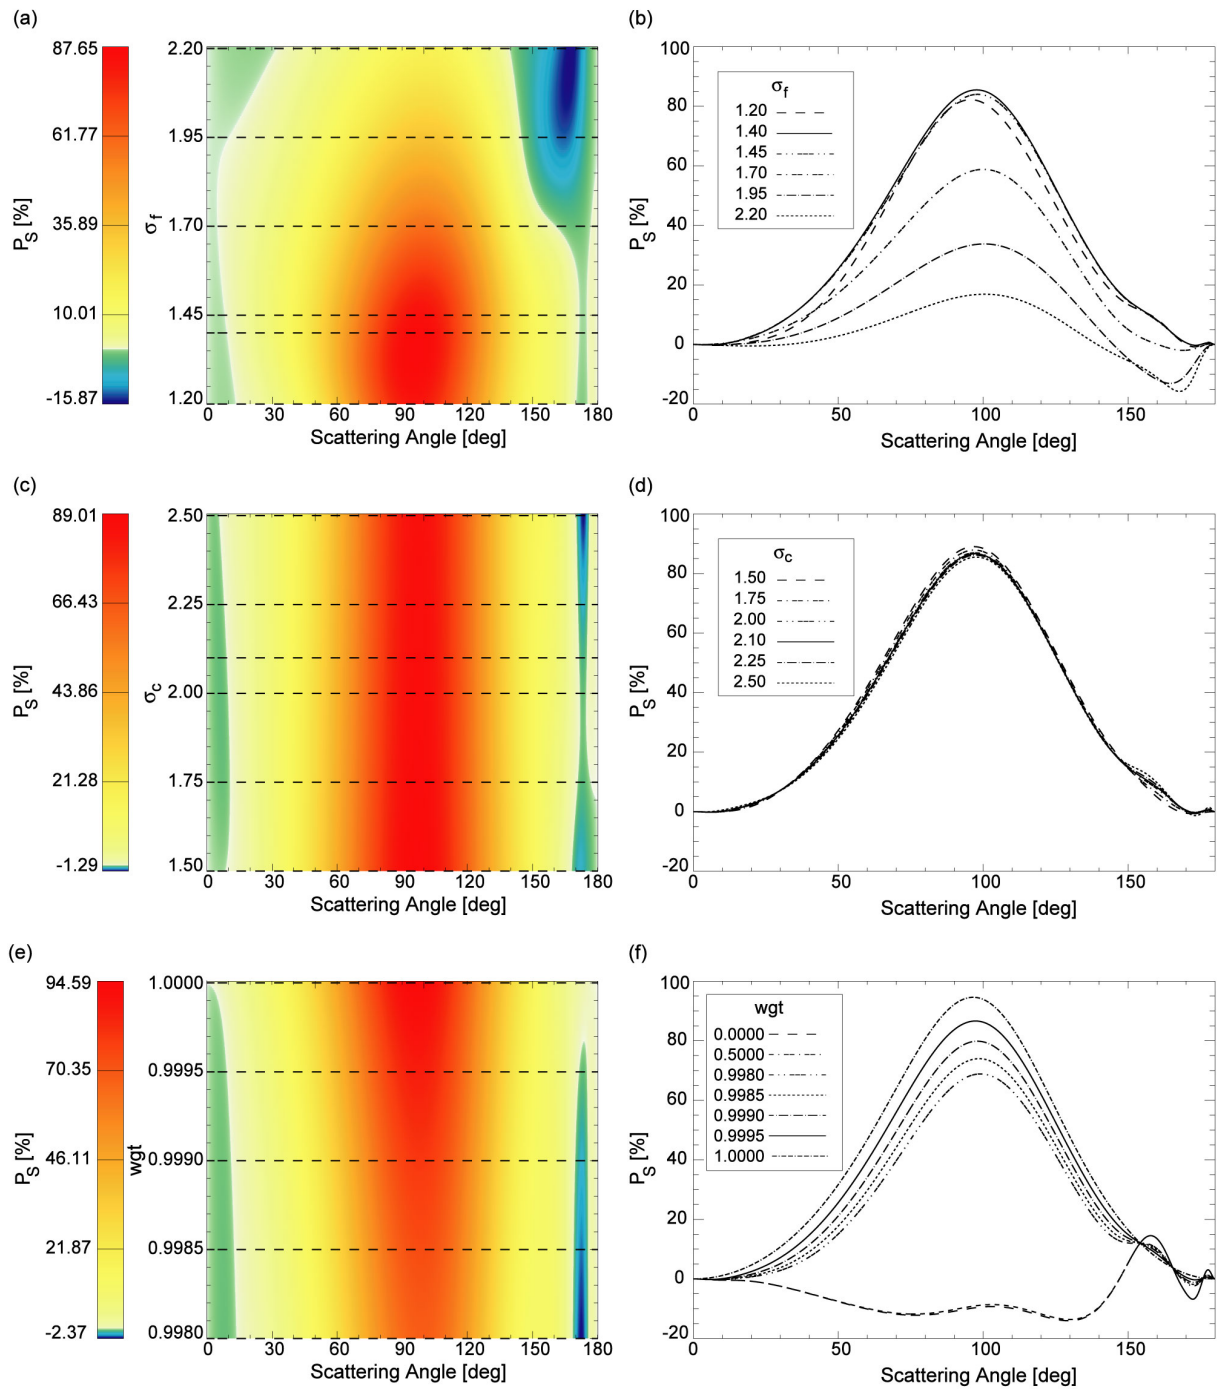 (a)
87.65
61.77
35.89
10.01
-15.87
P_S [%]
2.20
1.95
1.70
1.45
1.20
σ_f
0 30 60 90 120 150 180
Scattering Angle [deg]
(b)
100
80
60
40
20
0
-20
P_S [%]
σ_f
1.20
1.40
1.45
1.70
1.95
2.20
0 50 100 150
Scattering Angle [deg]
(c)
89.01
66.43
43.86
21.28
-1.29
P_S [%]
2.50
2.25
2.00
1.75
1.50
σ_c
0 30 60 90 120 150 180
Scattering Angle [deg]
(d)
100
80
60
40
20
0
-20
P_S [%]
σ_c
1.50
1.75
2.00
2.10
2.25
2.50
0 50 100 150
Scattering Angle [deg]
(e)
94.59
70.35
46.11
21.87
-2.37
P_S [%]
1.0000
0.9995
0.9990
0.9985
0.9980
wgt
0 30 60 90 120 150 180
Scattering Angle [deg]
(f)
100
80
60
40
20
0
-20
P_S [%]
wgt
0.0000
0.5000
0.9980
0.9985
0.9990
0.9995
1.0000
0 50 100 150
Scattering Angle [deg]